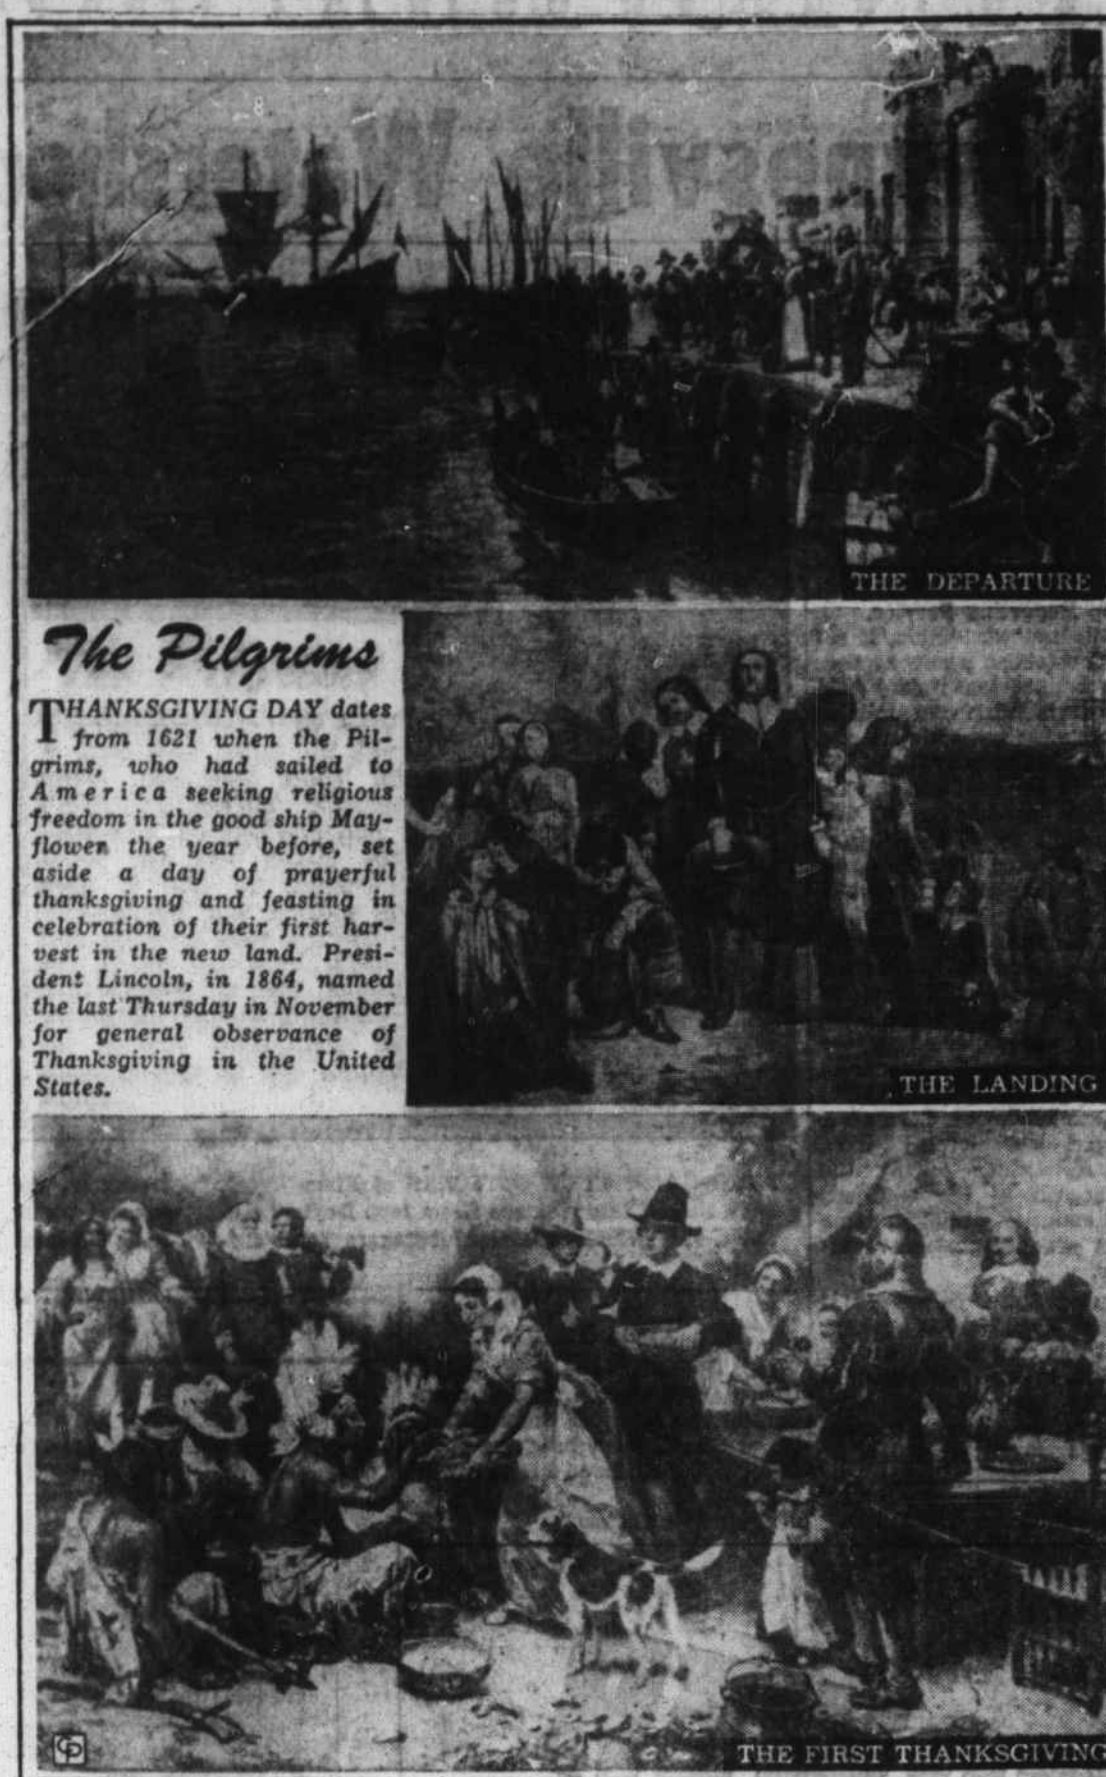 THE DEPARTURE
The Pilgrims
THANKSGIVING DAY dates
from 1621 when the Pil-
grims, who had sailed to
America seeking religious
freedom in the good ship May-
flower the year before, set
aside a day of prayerful
thanksgiving and feasting in
celebration of their first har-
vest in the new land. Presi-
dent Lincoln, in 1864, named
the last Thursday in November
for general observance of
Thanksgiving in the United
States.
THE LANDING
CP
THE FIRST THANKSGIVING